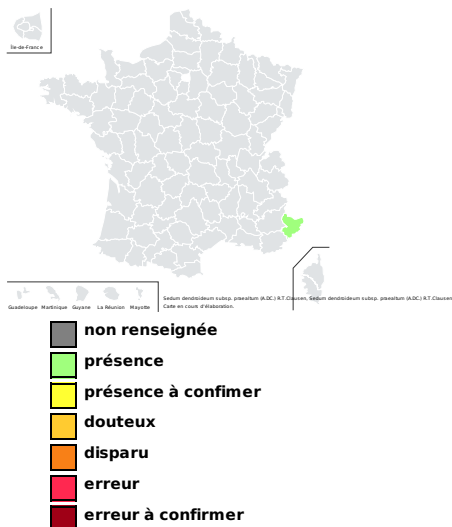 Île-de-France
Guadeloupe Martinique Guyane La Réunion Mayotte
Sedum dendroideum subsp. praealtum (A.DC.) R.T.Clausen, Sedum dendroideum subsp. praealtum (A.DC.) R.T.Clausen
Carte en cours d'élaboration.
non renseignée
présence
présence à confimer
douteux
disparu
erreur
erreur à confirmer